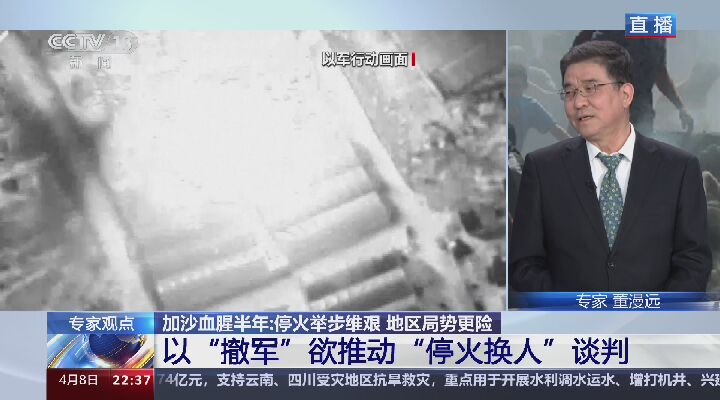 CCTV 13
新闻
以军行动画面
直播
专家 董漫远
专家观点
加沙血腥半年:停火举步维艰 地区局势更险
以“撤军”欲推动“停火换人”谈判
4月8日 22:37
74亿元，支持云南、四川受灾地区抗旱救灾，重点用于开展水利调水运水、增打机井、兴建